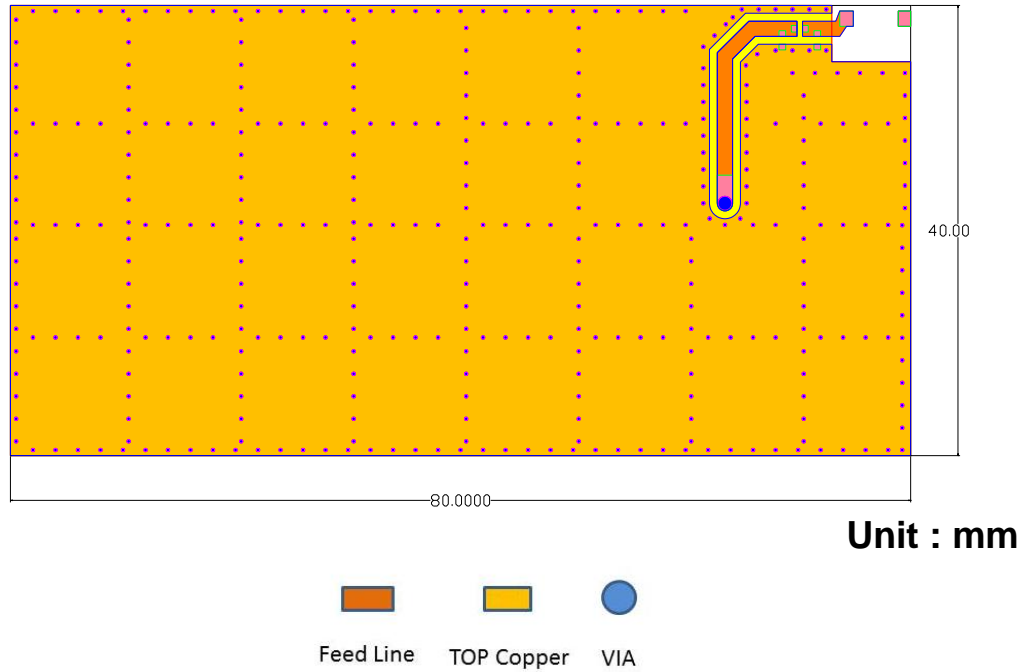 40.00
80.0000
Unit : mm
Feed Line
TOP Copper
VIA